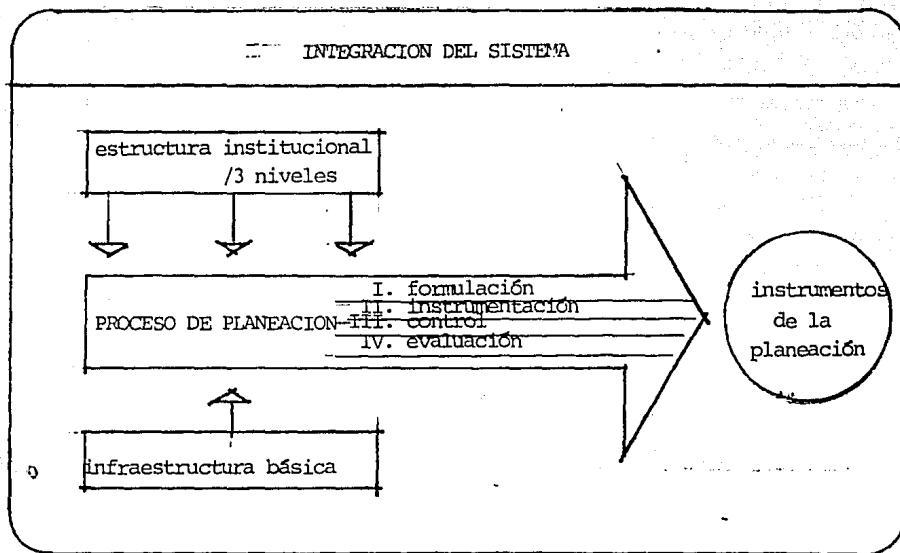 INTEGRACION DEL SISTEMA
estructura institucional
/3 niveles
I. formulación
II. instrumentación
PROCESO DE PLANEACION III. control
IV. evaluación
instrumentos
de la
planeación
infraestructura básica